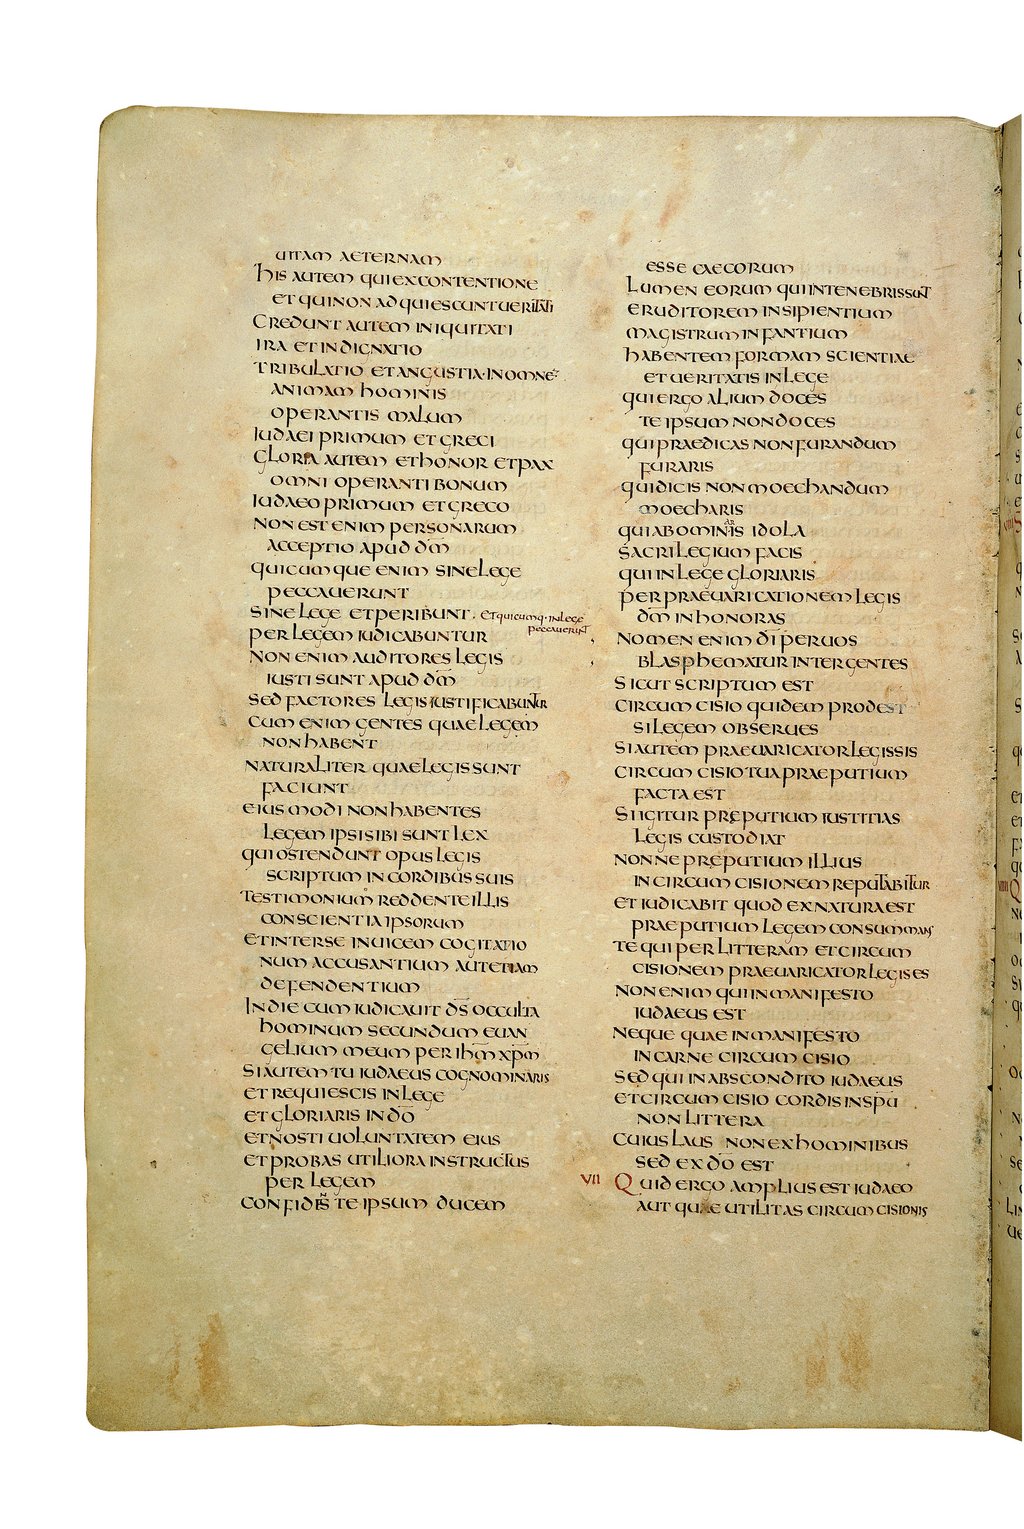 uitam aeternam
his autem qui ex contentione
et qui non adquiescunt ueritati
credunt autem iniquitati
ira et indignatio
tribulatio et angustia · in omnem
animam hominis
operantis malum
iudaei primum et greci
gloria autem et honor et pax
omni operanti bonum
iudaeo primum et greco
non est enim personarum
acceptio apud dm̄
quicumque enim sine lege
peccauerunt
sine lege et peribunt · et quicumq · in lege
peccauerunt
per legem iudicabuntur
non enim auditores legis
iusti sunt apud dm̄
sed factores legis iustificabuntur
cum enim gentes quae legem
non habent
naturaliter quae legis sunt
faciunt
eiusmodi non habentes
legem ipsi sibi sunt lex
qui ostendunt opus legis
scriptum in cordibus suis
testimonium reddente illis
conscientia ipsorum
et inter se inuicem cogitatio
num accusantium aut etiam
defendentium
in die cum iudicauit ds̄ occulta
hominum secundum euan
gelium meum per ihm̄ xpm̄
si autem tu iudaeus cognominaris
et requiescis in lege
et gloriaris in dō
et nosti uoluntatem eius
et probas utiliora instructus
per legem
confidis te ipsum ducem
esse caecorum
lumen eorum qui in tenebris sunt
eruditorem insipientium
magistrum infantium
habentem formam scientiae
et ueritatis in lege
qui ergo alium doces
te ipsum non doces
qui praedicas non furandum
furaris
qui dicis non moechandum
moecharis
qui abominaris idola
sacrilegium facis
qui in lege gloriaris
per praeuaricationem legis
dm̄ inhonoras
nomen enim dī per uos
blasphematur inter gentes
sicut scriptum est
circumcisio quidem prodest
si legem obserues
si autem praeuaricator legis sis
circumcisio tua praeputium
facta est
si igitur preputium iustitias
legis custodiat
nonne preputium illius
in circumcisionem reputabitur
et iudicabit quod ex natura est
praeputium legem consummans
te qui per litteram et circum
cisionem praeuaricator legis es
non enim qui in manifesto
iudaeus est
neque quae in manifesto
in carne circumcisio
sed qui in abscondito iudaeus
et circumcisio cordis in spū
non littera
cuius laus non ex hominibus
sed ex dō est
VII Quid ergo amplius est iudaeo
aut quae utilitas circumcisionis